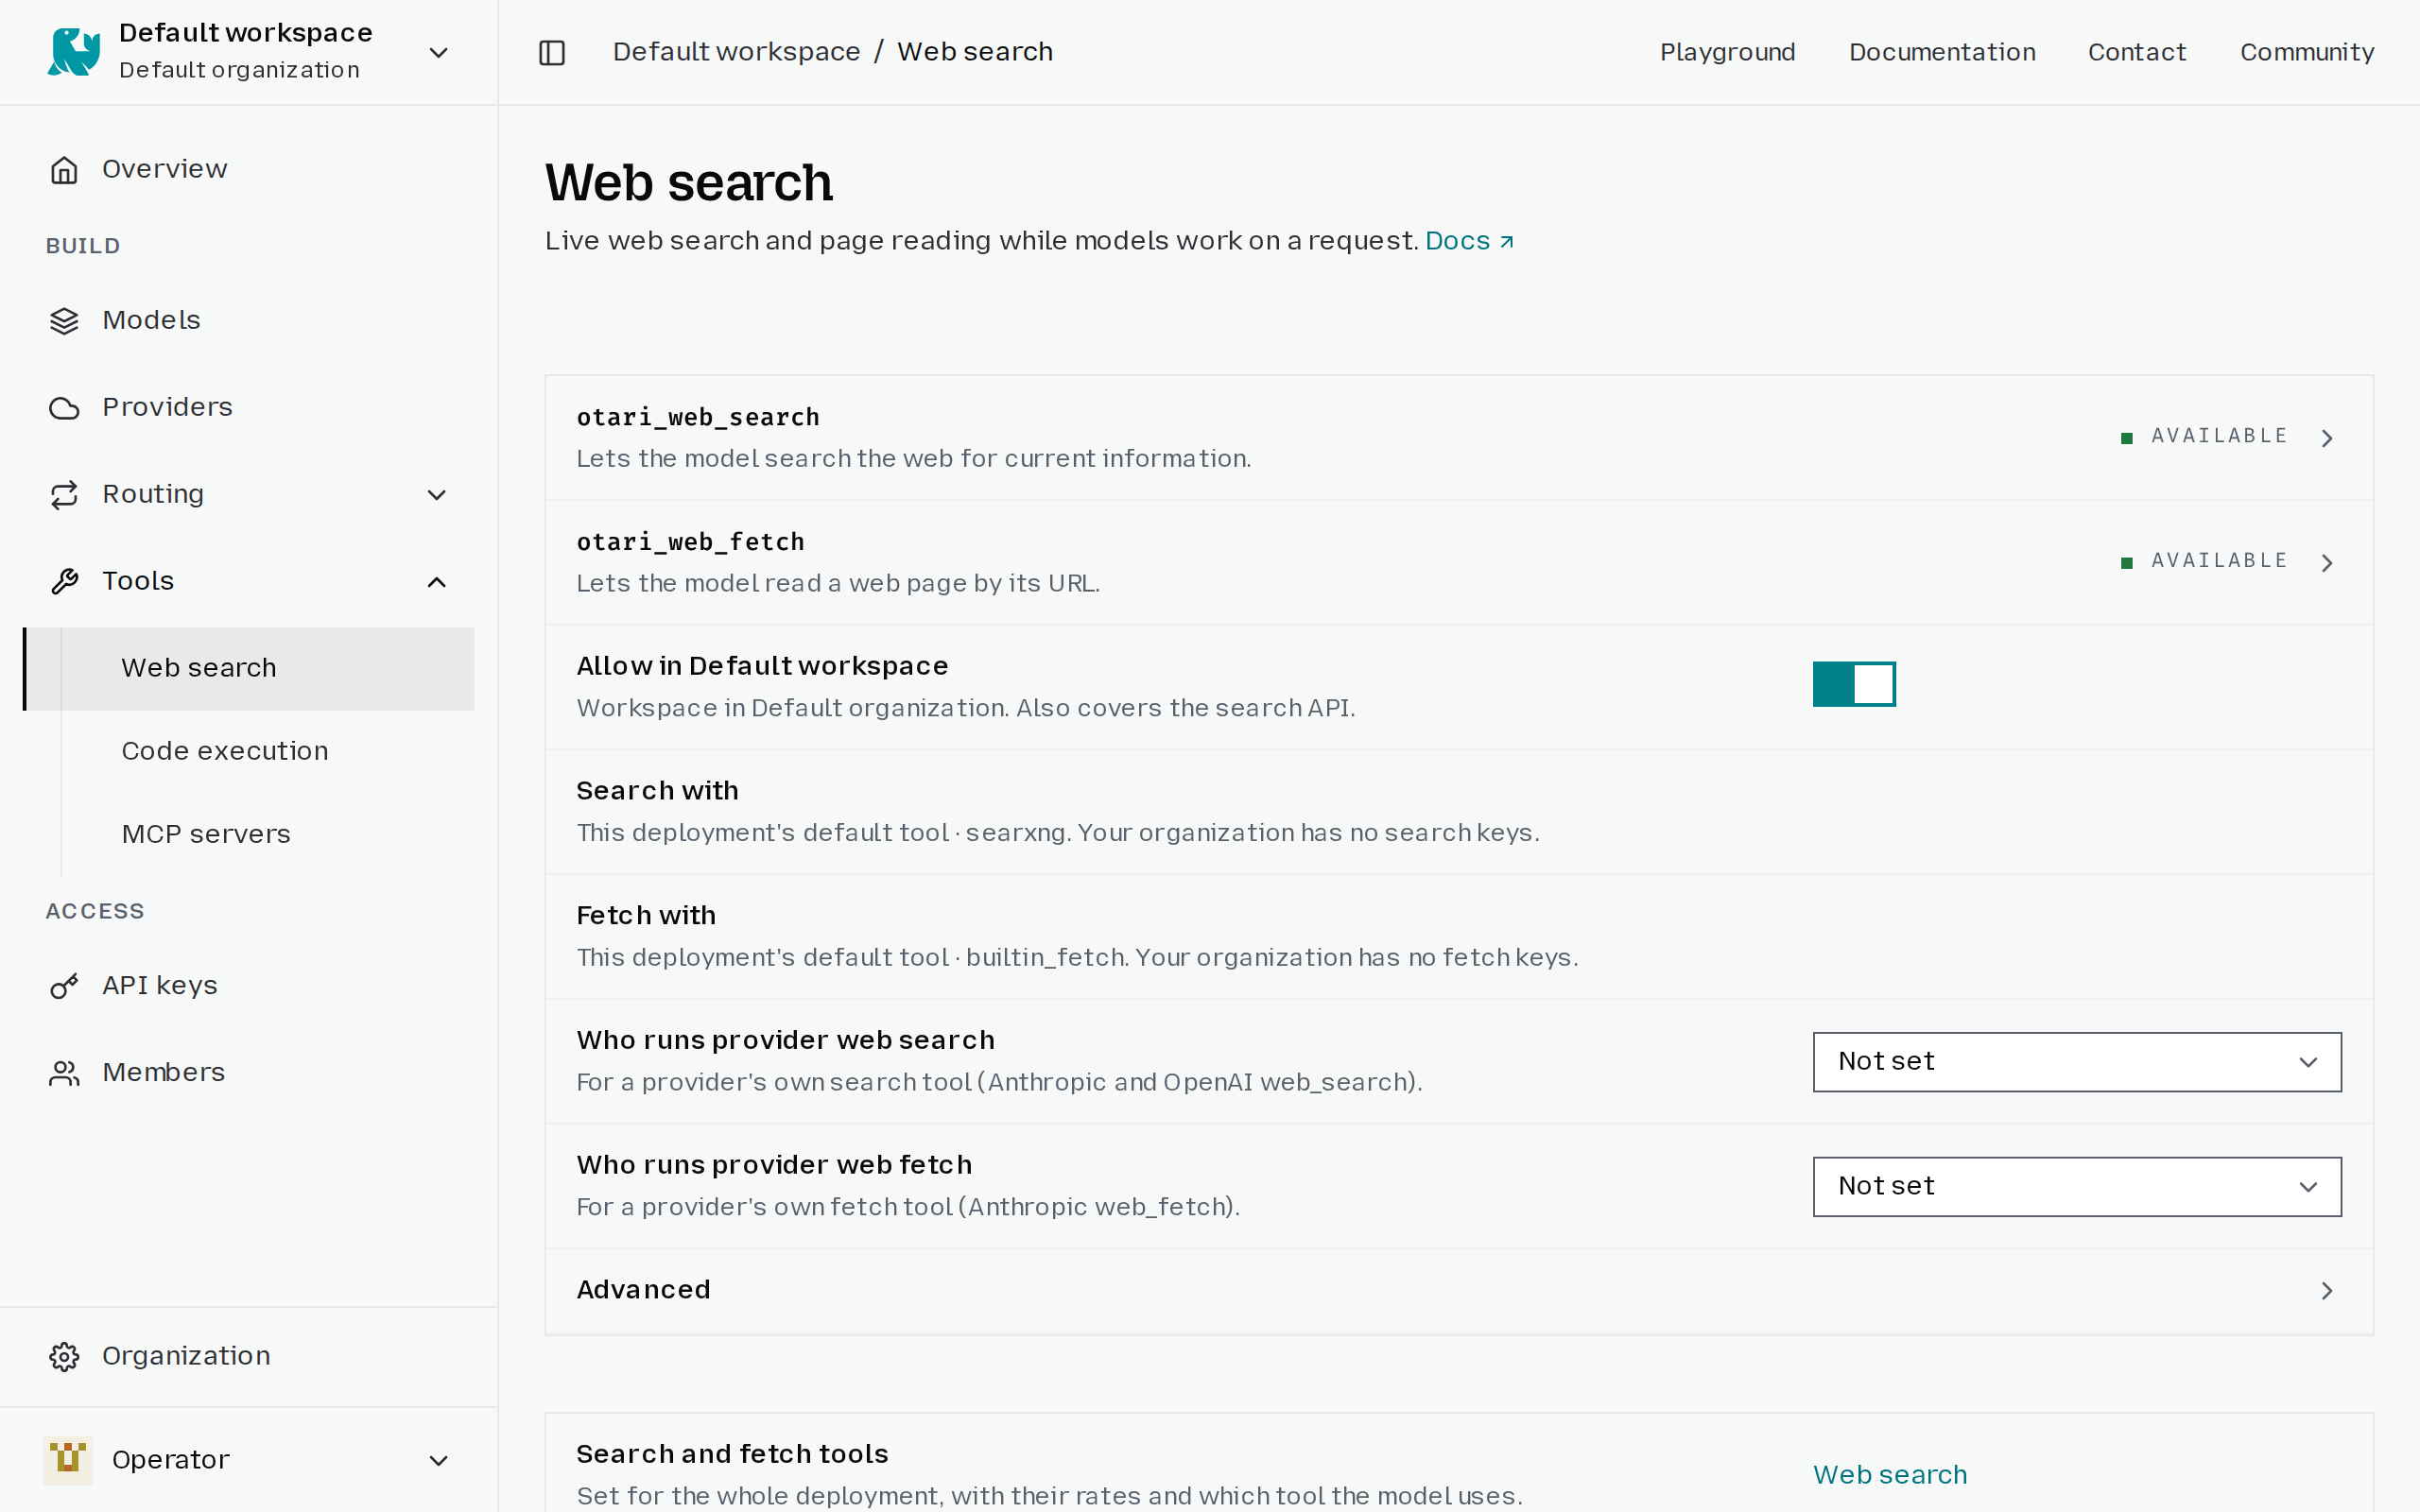 Default workspace
Default organization
Default workspace / Web search
Playground
Documentation
Contact
Community
Overview
BUILD
Models
Providers
Routing
Tools
Web search
Code execution
MCP servers
ACCESS
API keys
Members
Organization
Operator
Web search
Live web search and page reading while models work on a request. Docs
otari_web_search
Lets the model search the web for current information.
AVAILABLE
otari_web_fetch
Lets the model read a web page by its URL.
AVAILABLE
Allow in Default workspace
Workspace in Default organization. Also covers the search API.
Search with
This deployment's default tool · searxng. Your organization has no search keys.
Fetch with
This deployment's default tool · builtin_fetch. Your organization has no fetch keys.
Who runs provider web search
For a provider's own search tool (Anthropic and OpenAI web_search).
Not set
Who runs provider web fetch
For a provider's own fetch tool (Anthropic web_fetch).
Not set
Advanced
Search and fetch tools
Set for the whole deployment, with their rates and which tool the model uses.
Web search